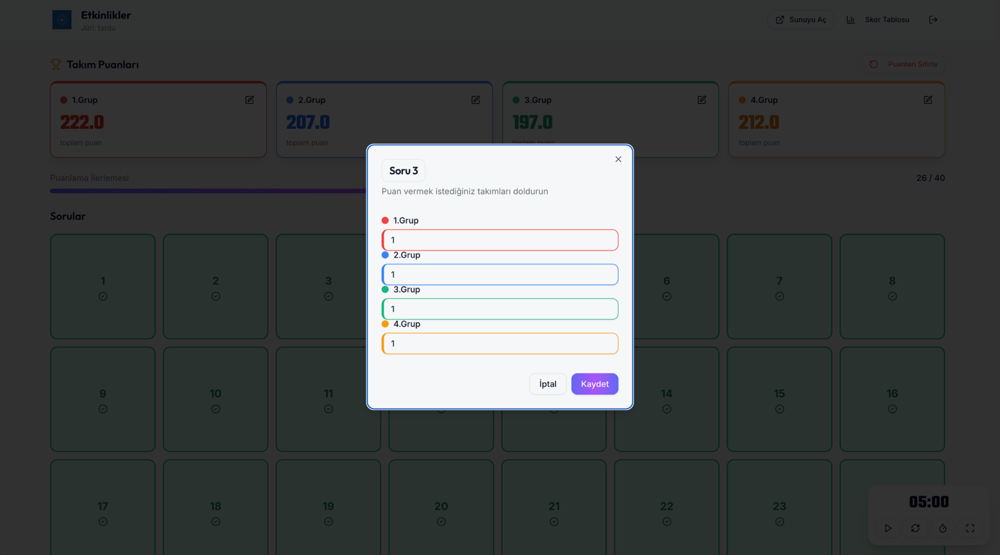 Etkinlikler
Jüri: tardu
Sunuyu Aç
Skor Tablosu
Takım Puanları
Puanları Sıfırla
1.Grup
2.Grup
3.Grup
4.Grup
222.0
207.0
197.0
212.0
toplam puan
toplam puan
toplam puan
toplam puan
Puanlama İlerlemesi
26 / 40
Sorular
Soru 3
Puan vermek istediğiniz takımları doldurun
1.Grup
1
2.Grup
1
3.Grup
1
4.Grup
1
İptal
Kaydet
1
2
3
6
7
8
9
10
11
14
15
16
17
18
19
20
21
22
23
05:00